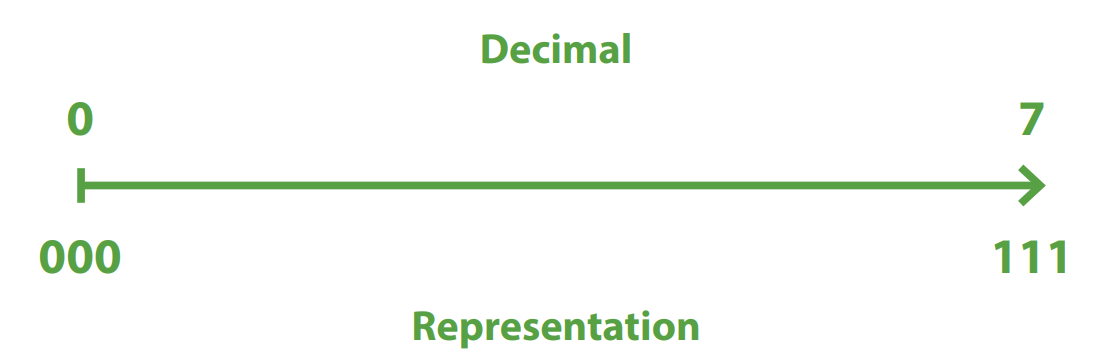 Decimal
0 7
000 111
Representation